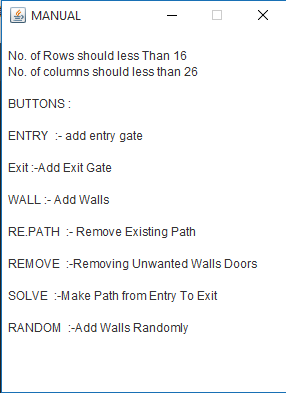 MANUAL
No. of Rows should less Than 16
No. of columns should less than 26
BUTTONS :
ENTRY :- add entry gate
Exit :-Add Exit Gate
WALL :- Add Walls
RE.PATH :- Remove Existing Path
REMOVE :-Removing Unwanted Walls Doors
SOLVE :-Make Path from Entry To Exit
RANDOM :-Add Walls Randomly